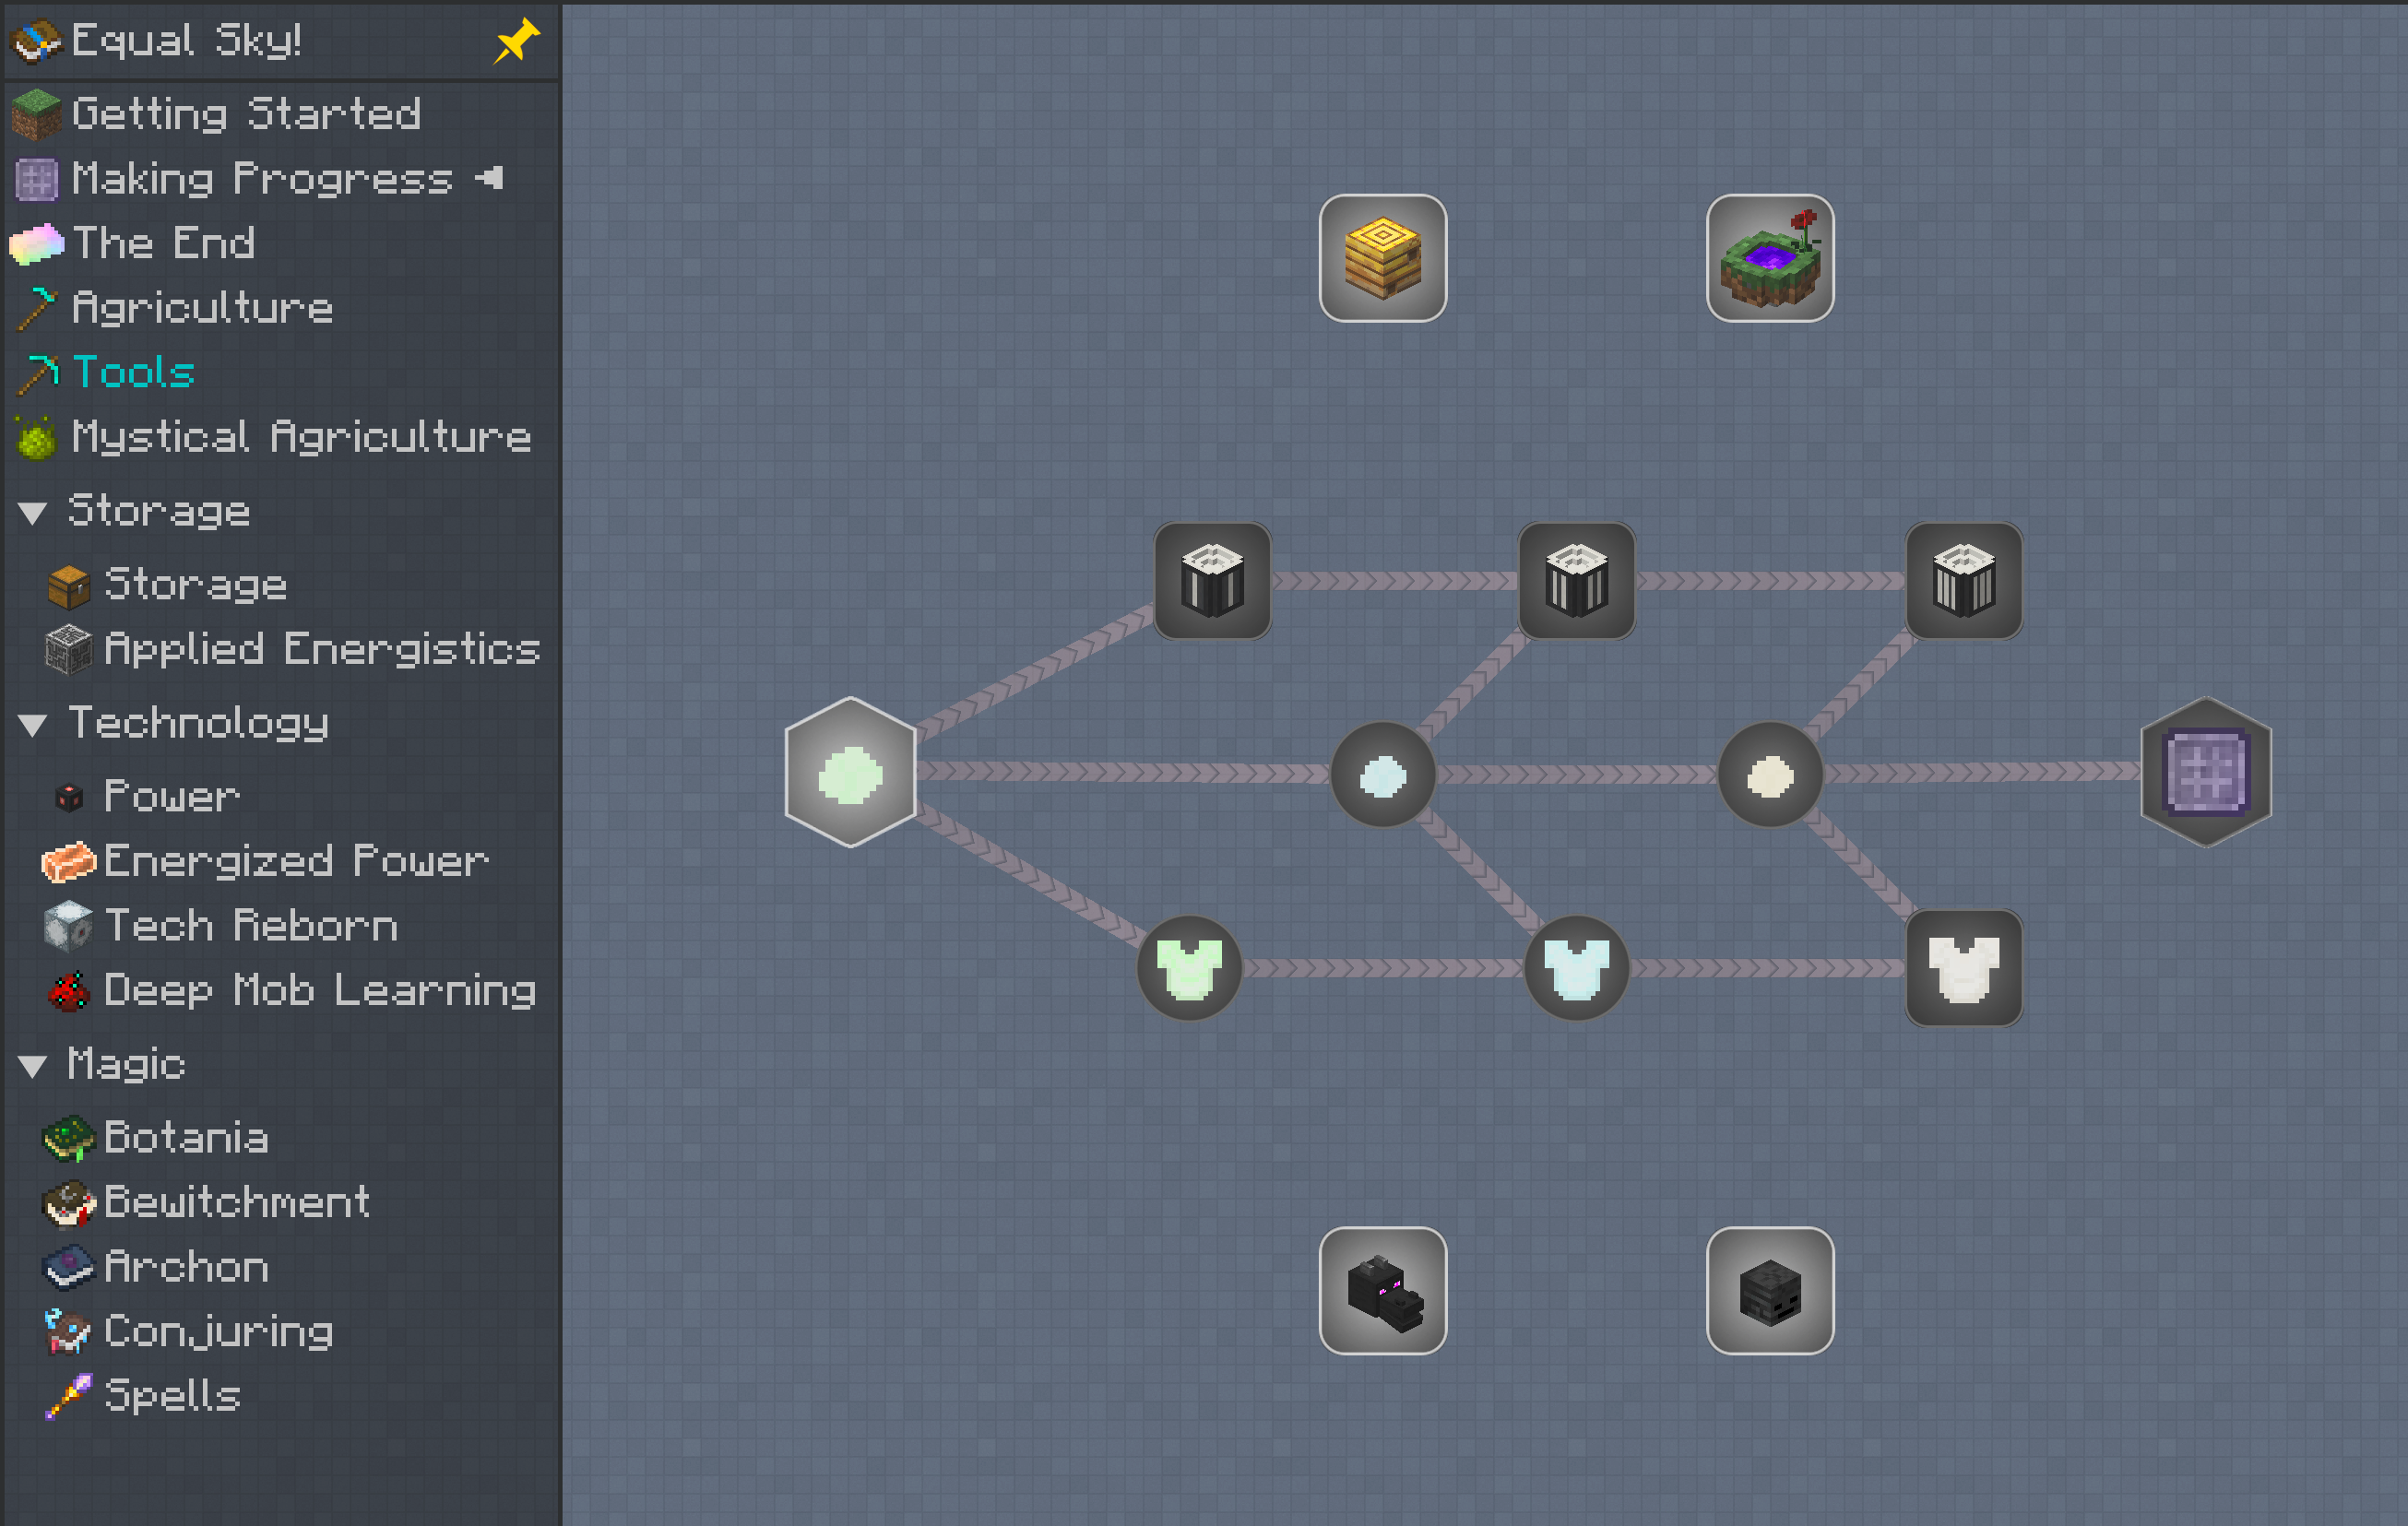 Equal Sky!
Getting Started
Making Progress
The End
Agriculture
Tools
Mystical Agriculture
Storage
Storage
Applied Energistics
Technology
Power
Energized Power
Tech Reborn
Deep Mob Learning
Magic
Botania
Bewitchment
Archon
Conjuring
Spells